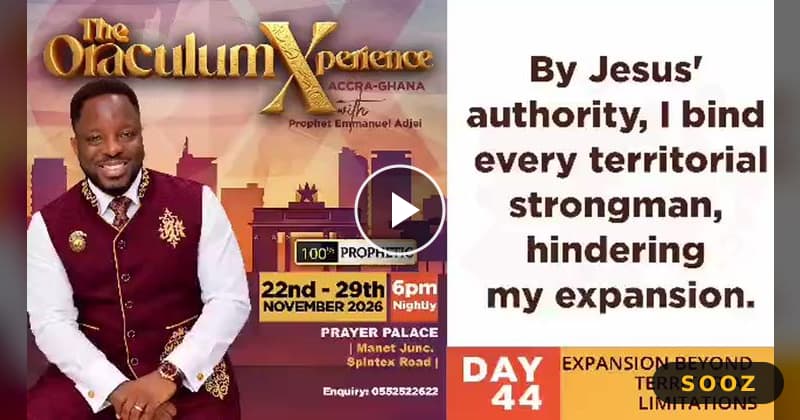 The
Oraculum Xperience
ACCRA-GHANA
with
Prophet Emmanuel Adjei
100% PROPHETIC
22nd - 29th
NOVEMBER 2026
6pm
Nightly
PRAYER PALACE
| Manet Junc.
Spintex Road |
Enquiry: 0552522622
By Jesus'
authority, I bind
every territorial
strongman,
hindering
my expansion.
DAY
44
EXPANSION BEYOND
LIMITATIONS
SOOZ